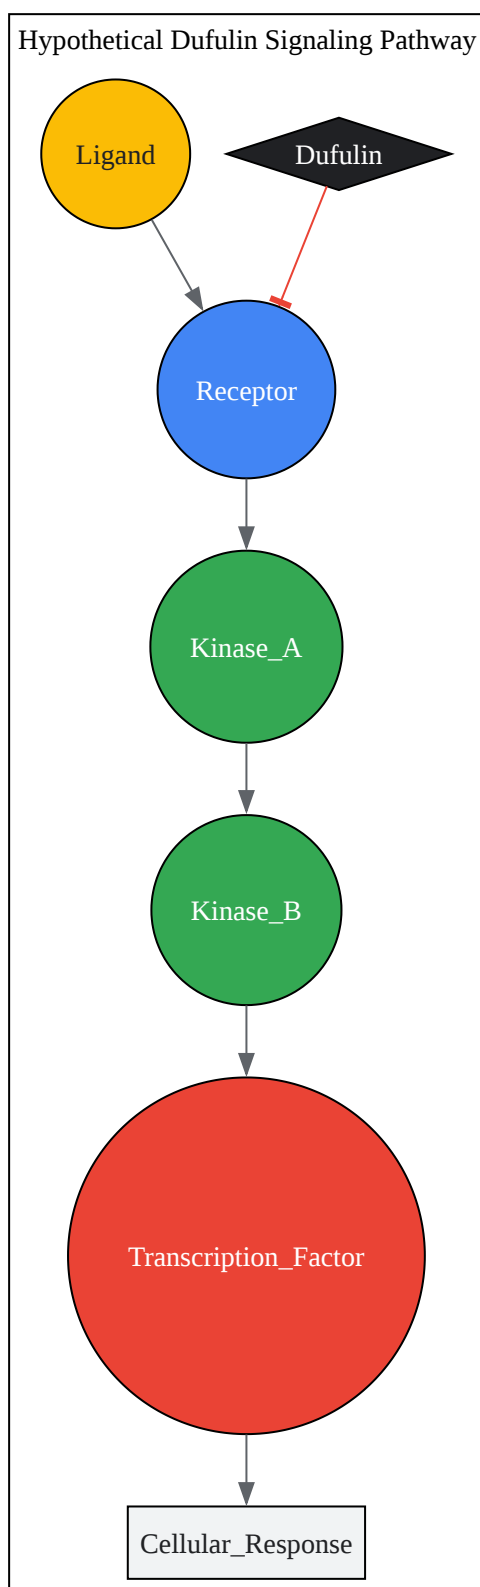 Hypothetical Dufulin Signaling Pathway
Ligand
Dufulin
Receptor
Kinase_A
Kinase_B
Transcription_Factor
Cellular_Response